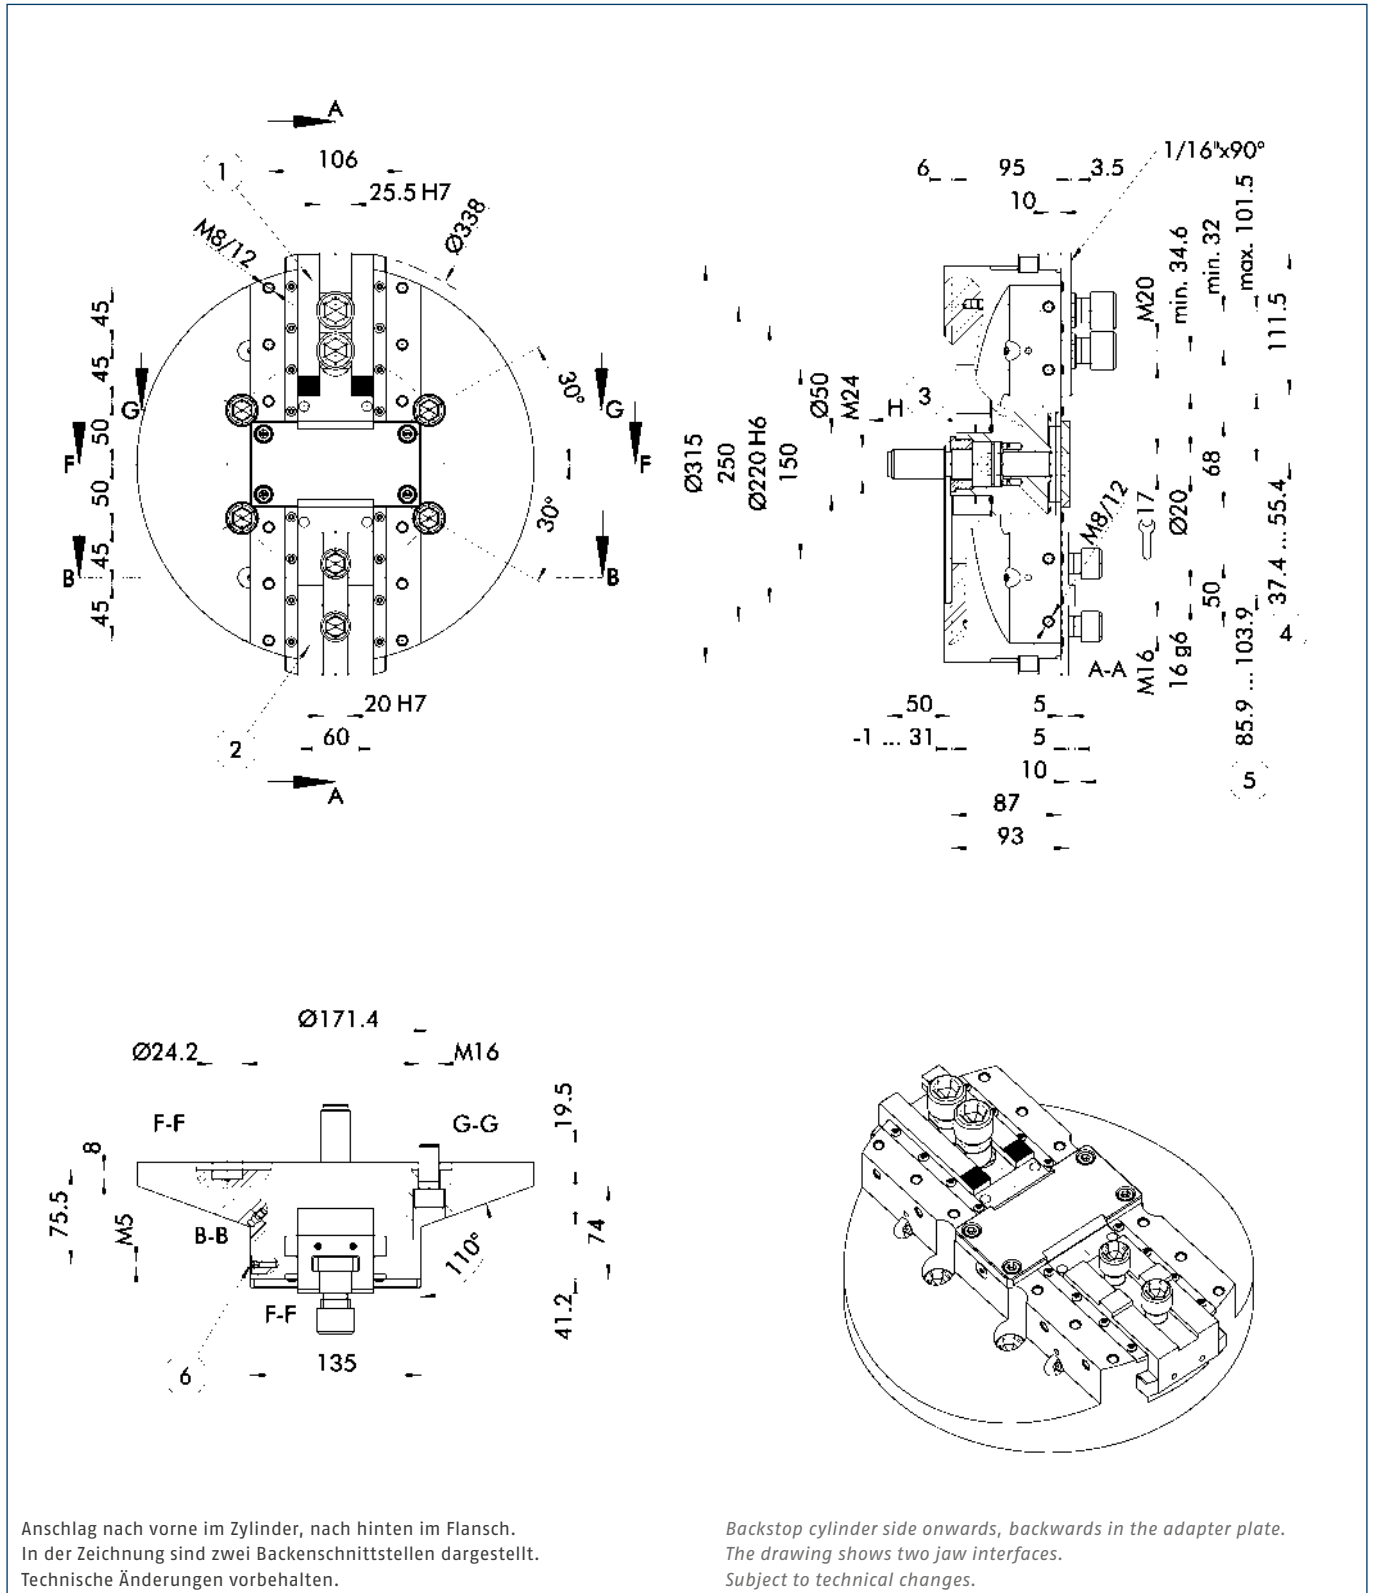 A
106
1
25.5 H7
Ø338
M8/12
45
45
50
50
45
45
G
G
F
F
B
B
30°
30°
20 H7
60
2
A
6
95
3.5
1/16"x90°
10
M20
min. 34.6
min. 32
max. 101.5
111.5
Ø50
M24
H
3
Ø315
250
Ø220 H6
150
M8/12
17
Ø20
68
50
37.4 ... 55.4
4
A-A
M16
16 g6
85.9 ... 103.9
5
50
5
-1 ... 31
5
10
87
93
Ø171.4
Ø24.2
M16
F-F
G-G
19.5
8
75.5
M5
B-B
74
110°
F-F
41.2
135
6
Anschlag nach vorne im Zylinder, nach hinten im Flansch.
In der Zeichnung sind zwei Backenschnittstellen dargestellt.
Technische Änderungen vorbehalten.
Backstop cylinder side onwards, backwards in the adapter plate.
The drawing shows two jaw interfaces.
Subject to technical changes.